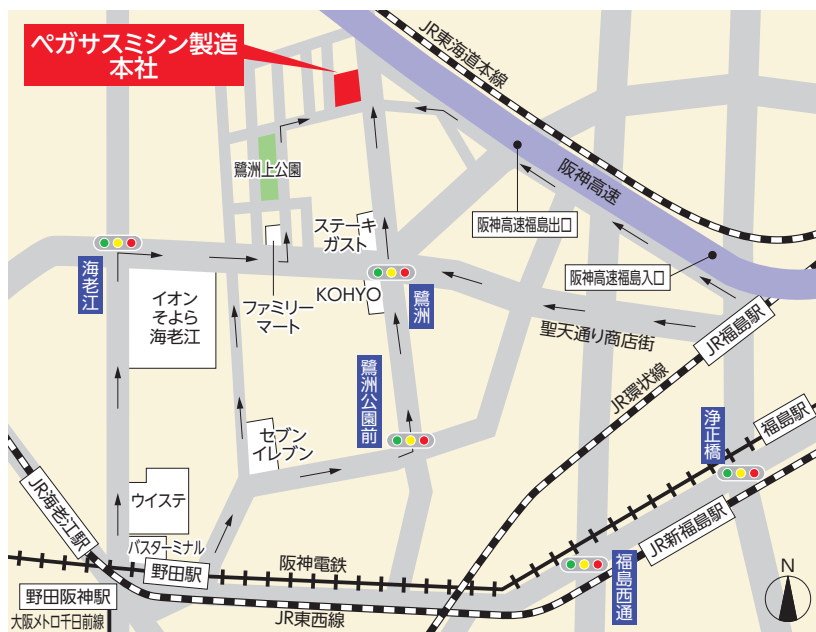 ペガサスミシン製造
本社
JR東海道本線
阪神高速
鷺洲上公園
ステーキ
ガスト
阪神高速福島出口
海老江
阪神高速福島入口
イオン
そよら
海老江
ファミリー
マート
KOHYO
鷺洲
聖天通り商店街
JR福島駅
JR環状線
鷺洲公園前
セブン
イレブン
浄正橋
福島駅
JR海老江駅
ウイステ
バスターミナル
野田駅
阪神電鉄
JR新福島駅
福島西通
野田阪神駅
大阪メトロ千日前線
JR東西線
N